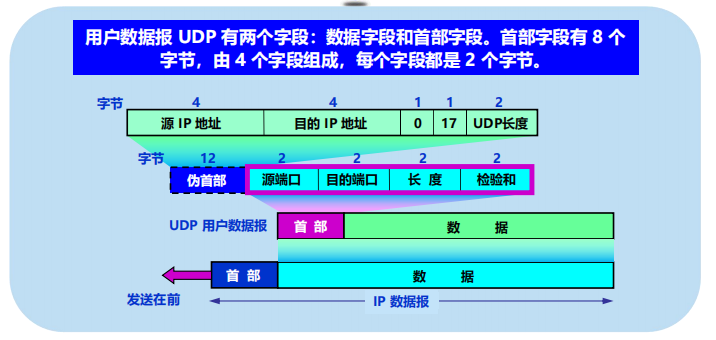 用户数据报 UDP 有两个字段：数据字段和首部字段。首部字段有 8 个
字节，由 4 个字段组成，每个字段都是 2 个字节。
字节 4 4 1 1 2
源 IP 地址 目的 IP 地址 0 17 UDP长度
字节 12 2 2 2 2
伪首部 源端口 目的端口 长 度 检验和
UDP 用户数据报 首 部 数 据
首 部 数 据
发送在前 IP 数据报